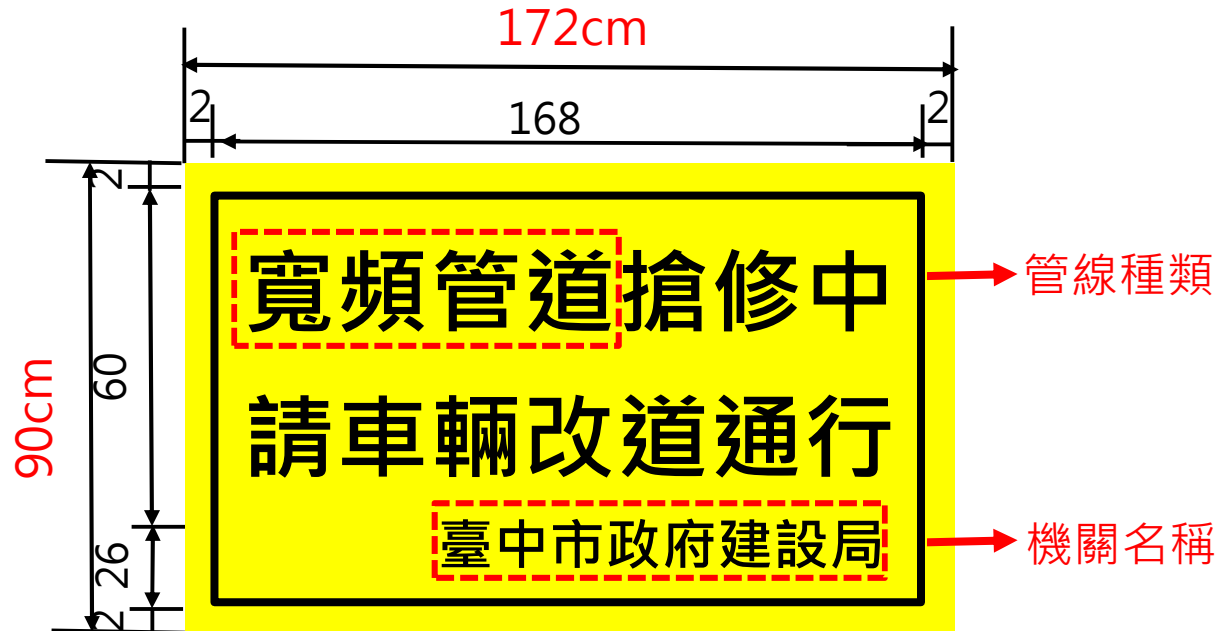 172cm
2
168
2
2
寬頻管道搶修中
管線種類
60
90cm
請車輛改道通行
臺中市政府建設局
機關名稱
26
2